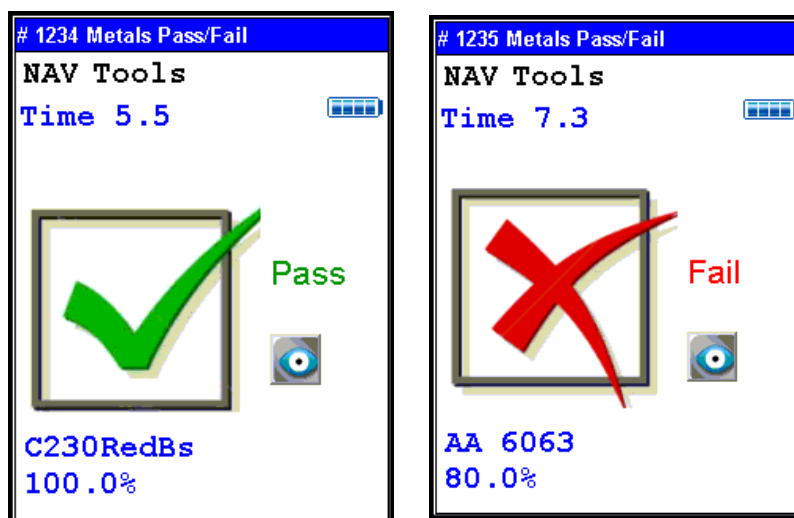 # 1234 Metals Pass/Fail
NAV Tools
Time 5.5
Pass
C230RedBs
100.0%
# 1235 Metals Pass/Fail
NAV Tools
Time 7.3
Fail
AA 6063
80.0%